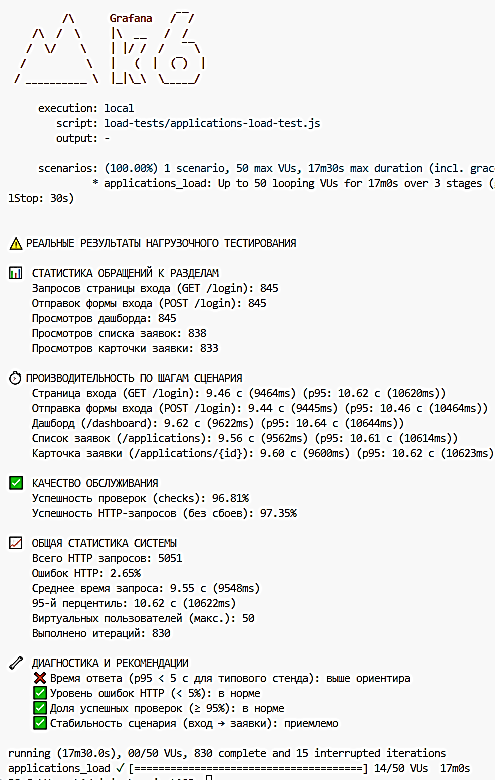 Grafana
execution: local
script: load-tests/applications-load-test.js
output: -
scenarios: (100.00%) 1 scenario, 50 max VUs, 17m30s max duration (incl. grac
* applications_load: Up to 50 looping VUs for 17m0s over 3 stages (
lStop: 30s)
РЕАЛЬНЫЕ РЕЗУЛЬТАТЫ НАГРУЗОЧНОГО ТЕСТИРОВАНИЯ
СТАТИСТИКА ОБРАЩЕНИЙ К РАЗДЕЛАМ
Запросов страницы входа (GET /login): 845
Отправок формы входа (POST /login): 845
Просмотров дашборда: 845
Просмотров списка заявок: 838
Просмотров карточки заявки: 833
ПРОИЗВОДИТЕЛЬНОСТЬ ПО ШАГАМ СЦЕНАРИЯ
Страница входа (GET /login): 9.46 с (9464ms) (p95: 10.62 с (10620ms))
Отправка формы входа (POST /login): 9.44 с (9445ms) (p95: 10.46 с (10464ms))
Дашборд (/dashboard): 9.62 с (9622ms) (p95: 10.64 с (10644ms))
Список заявок (/applications): 9.56 с (9562ms) (p95: 10.61 с (10614ms))
Карточка заявки (/applications/{id}): 9.60 с (9600ms) (p95: 10.62 с (10623ms)
КАЧЕСТВО ОБСЛУЖИВАНИЯ
Успешность проверок (checks): 96.81%
Успешность HTTP-запросов (без сбоев): 97.35%
ОБЩАЯ СТАТИСТИКА СИСТЕМЫ
Всего HTTP запросов: 5051
Ошибок HTTP: 2.65%
Среднее время запроса: 9.55 с (9548ms)
95-й перцентиль: 10.62 с (10622ms)
Виртуальных пользователей (макс.): 50
Выполнено итераций: 830
ДИАГНОСТИКА И РЕКОМЕНДАЦИИ
Время ответа (p95 < 5 с для типового стенда): выше ориентира
Уровень ошибок HTTP (< 5%): в норме
Доля успешных проверок (≥ 95%): в норме
Стабильность сценария (вход → заявки): приемлемо
running (17m30.0s), 00/50 VUs, 830 complete and 15 interrupted iterations
applications_load ✓ [======================================] 14/50 VUs 17m0s